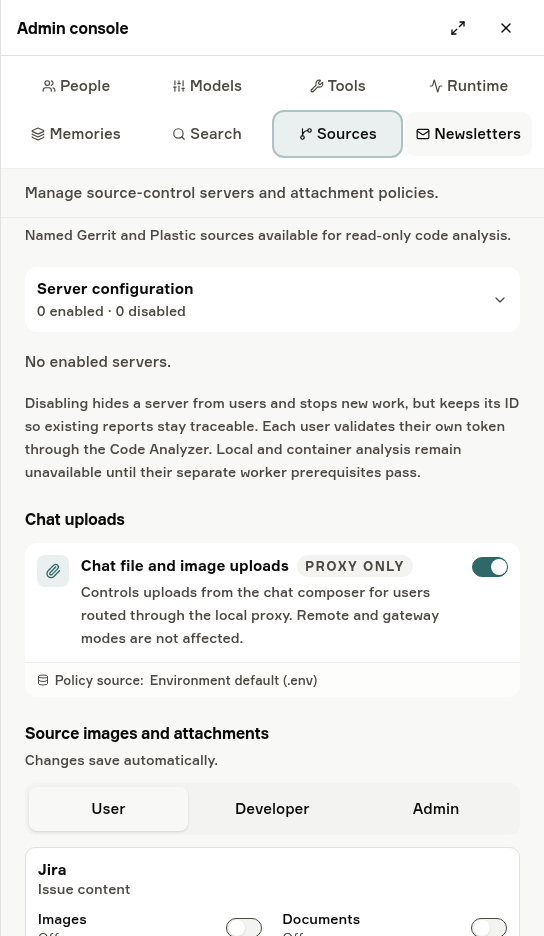 Admin console
People
Models
Tools
Runtime
Memories
Search
Sources
Newsletters
Manage source-control servers and attachment policies.
Named Gerrit and Plastic sources available for read-only code analysis.
Server configuration
0 enabled · 0 disabled
No enabled servers.
Disabling hides a server from users and stops new work, but keeps its ID
so existing reports stay traceable. Each user validates their own token
through the Code Analyzer. Local and container analysis remain
unavailable until their separate worker prerequisites pass.
Chat uploads
Chat file and image uploads PROXY ONLY
Controls uploads from the chat composer for users
routed through the local proxy. Remote and gateway
modes are not affected.
Policy source: Environment default (.env)
Source images and attachments
Changes save automatically.
User
Developer
Admin
Jira
Issue content
Images
Documents